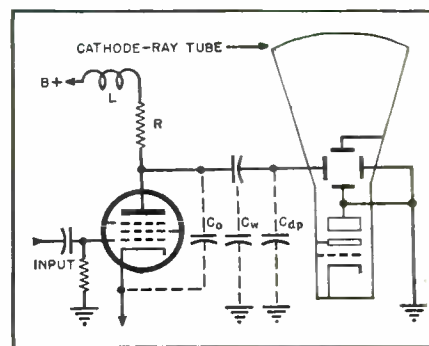 CATHODE-RAY TUBE
B+
L
R
Co
Cw
Cdp
INPUT